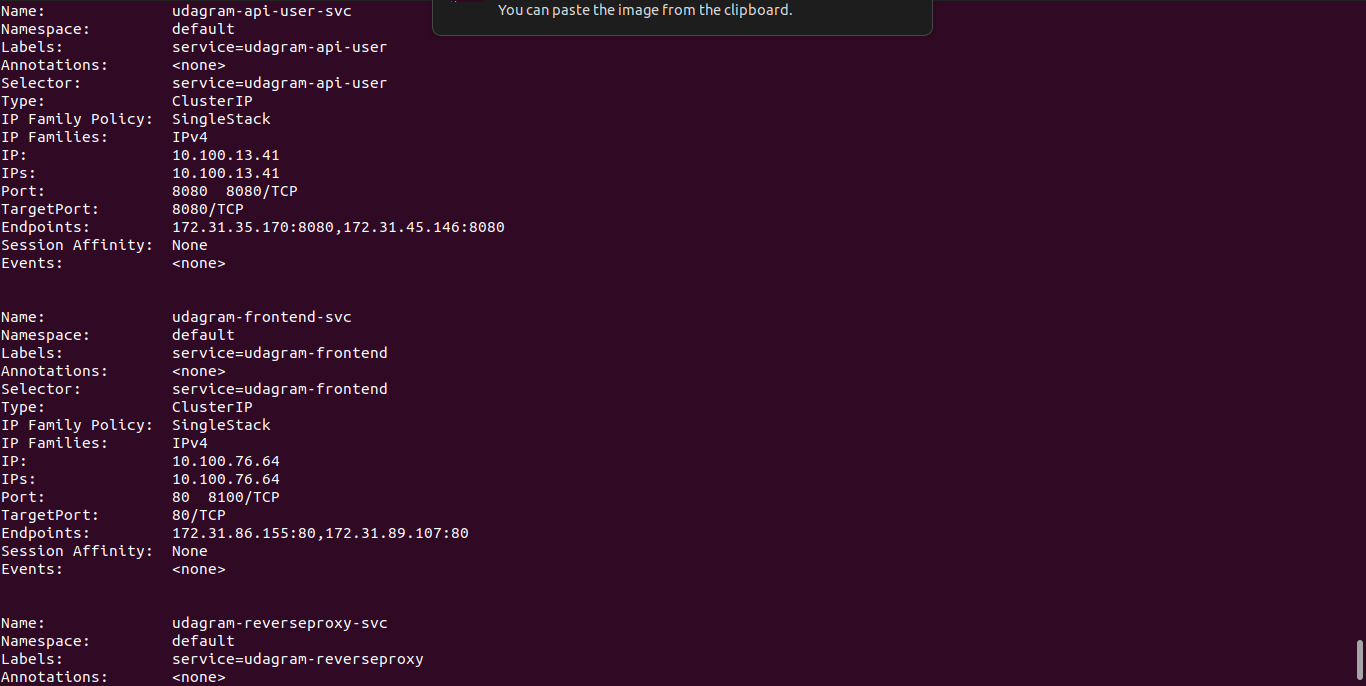 You can paste the image from the clipboard.
Name: udagram-api-user-svc
Namespace: default
Labels: service=udagram-api-user
Annotations: <none>
Selector: service=udagram-api-user
Type: ClusterIP
IP Family Policy: SingleStack
IP Families: IPv4
IP: 10.100.13.41
IPs: 10.100.13.41
Port: 8080 8080/TCP
TargetPort: 8080/TCP
Endpoints: 172.31.35.170:8080,172.31.45.146:8080
Session Affinity: None
Events: <none>
Name: udagram-frontend-svc
Namespace: default
Labels: service=udagram-frontend
Annotations: <none>
Selector: service=udagram-frontend
Type: ClusterIP
IP Family Policy: SingleStack
IP Families: IPv4
IP: 10.100.76.64
IPs: 10.100.76.64
Port: 80 8100/TCP
TargetPort: 80/TCP
Endpoints: 172.31.86.155:80,172.31.89.107:80
Session Affinity: None
Events: <none>
Name: udagram-reverseproxy-svc
Namespace: default
Labels: service=udagram-reverseproxy
Annotations: <none>